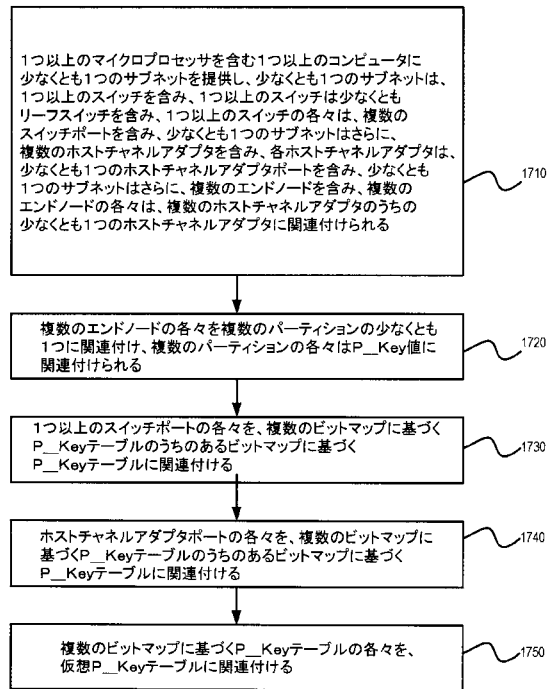 1つ以上のマイクロプロセッサを含む1つ以上のコンピュータに
少なくとも1つのサブネットを提供し、少なくとも1つのサブネットは、
1つ以上のスイッチを含み、1つ以上のスイッチは少なくとも
リーフスイッチを含み、1つ以上のスイッチの各々は、複数の
スイッチポートを含み、少なくとも1つのサブネットはさらに、
複数のホストチャネルアダプタを含み、各ホストチャネルアダプタは、
少なくとも1つのホストチャネルアダプタポートを含み、少なくとも
1つのサブネットはさらに、複数のエンドノードを含み、複数の
エンドノードの各々は、複数のホストチャネルアダプタのうちの
少なくとも1つのホストチャネルアダプタに関連付けられる
1710
複数のエンドノードの各々を複数のパーティションの少なくとも
1つに関連付け、複数のパーティションの各々はP__Key値に
関連付けられる
1720
1つ以上のスイッチポートの各々を、複数のビットマップに基づく
P__Keyテーブルのうちのあるビットマップに基づく
P__Keyテーブルに関連付ける
1730
ホストチャネルアダプタポートの各々を、複数のビットマップに
基づくP__Keyテーブルのうちのあるビットマップに基づく
P__Keyテーブルに関連付ける
1740
複数のビットマップに基づくP__Keyテーブルの各々を、
仮想P__Keyテーブルに関連付ける
1750